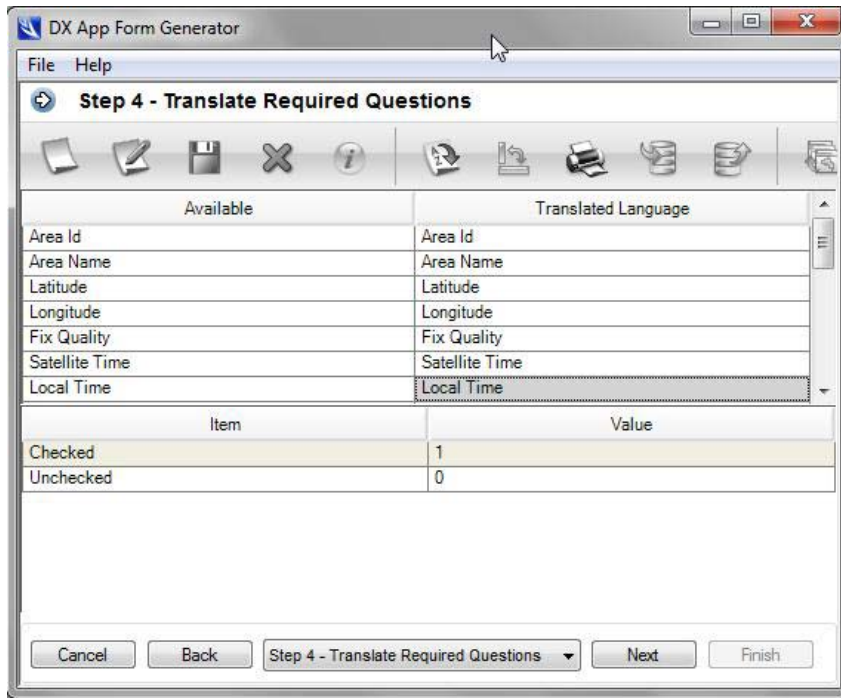 DX App Form Generator
File Help
Step 4 - Translate Required Questions
Available Translated Language
Area Id Area Id
Area Name Area Name
Latitude Latitude
Longitude Longitude
Fix Quality Fix Quality
Satellite Time Satellite Time
Local Time Local Time
Item Value
Checked 1
Unchecked 0
Cancel Back Step 4 - Translate Required Questions Next Finish